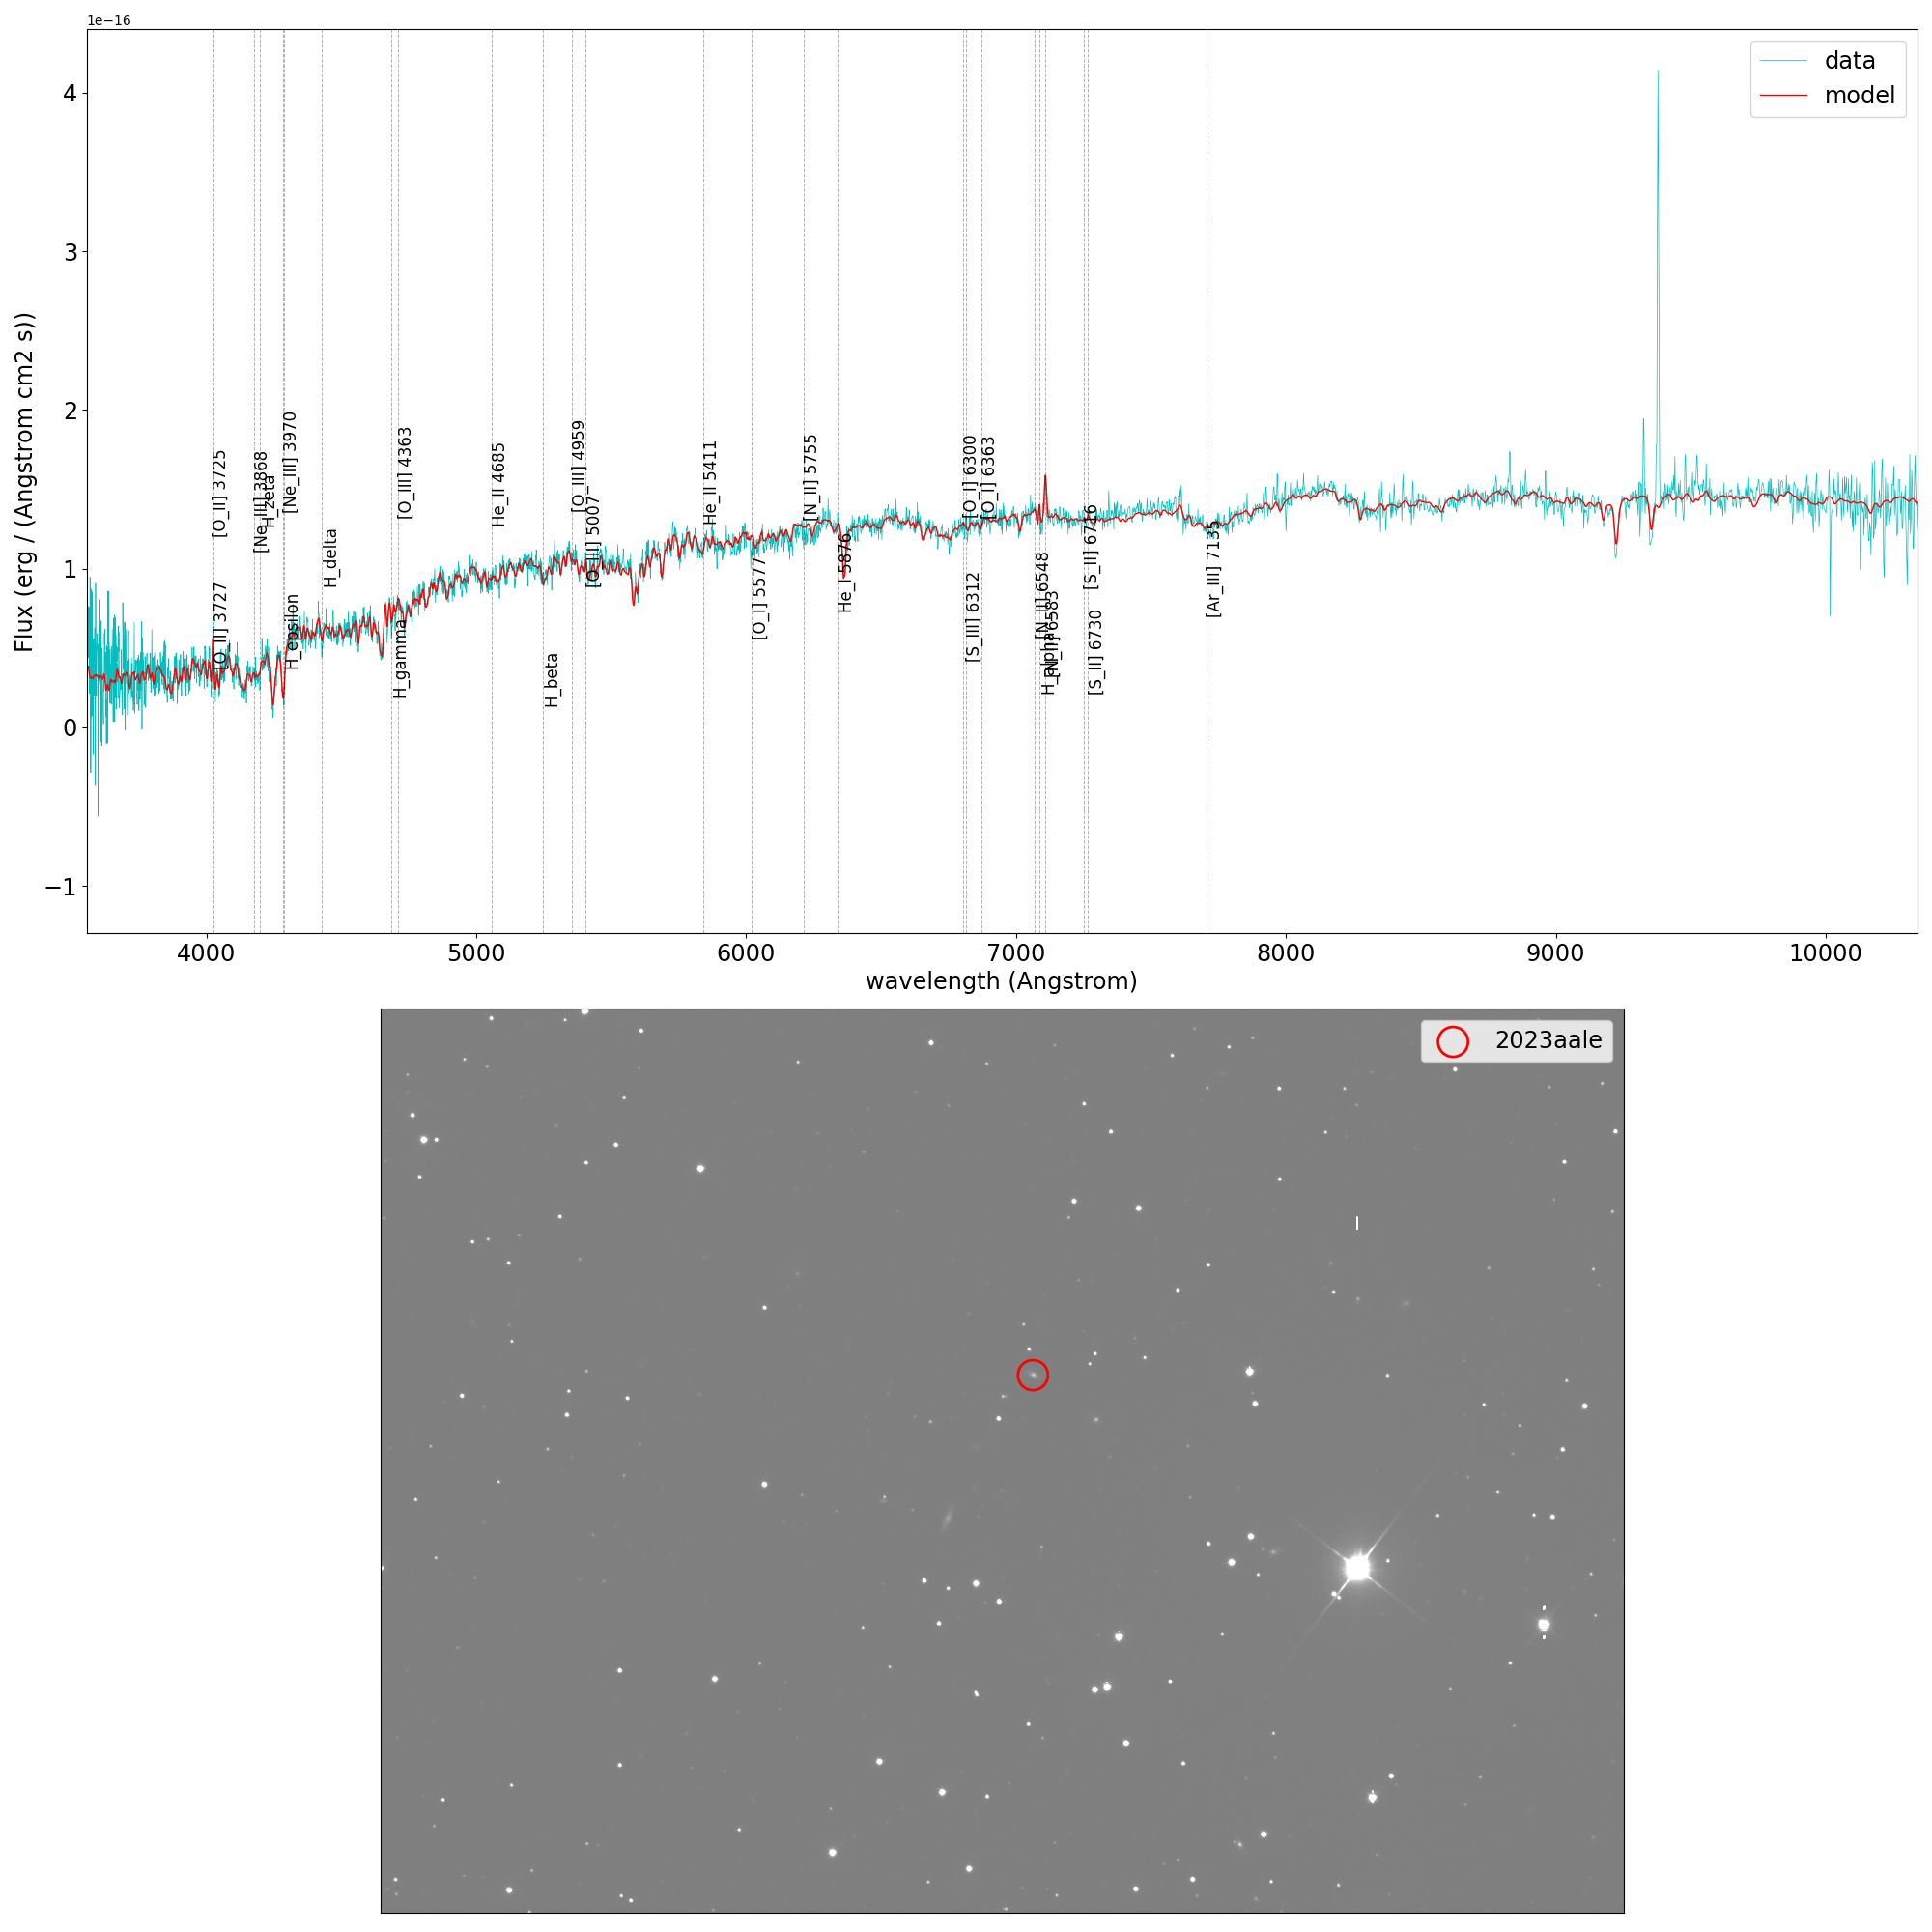 1e−16
Flux (erg / (Angstrom cm2 s))
4
3
2
1
0
−1
data
model
[O_II] 3725
[O_II] 3727
[Ne_III] 3868
H_zeta
[Ne_III] 3970
H_epsilon
H_delta
H_gamma
[O_III] 4363
He_II 4685
H_beta
[O_III] 4959
[O_III] 5007
He_II 5411
[O_I] 5577
[N_II] 5755
He_I 5876
[O_I] 6300
[S_III] 6312
[O_I] 6363
[N_II] 6548
H_alpha
[N_II] 6583
[S_II] 6716
[S_II] 6730
[Ar_III] 7135
4000 5000 6000 7000 8000 9000 10000
wavelength (Angstrom)
2023aale